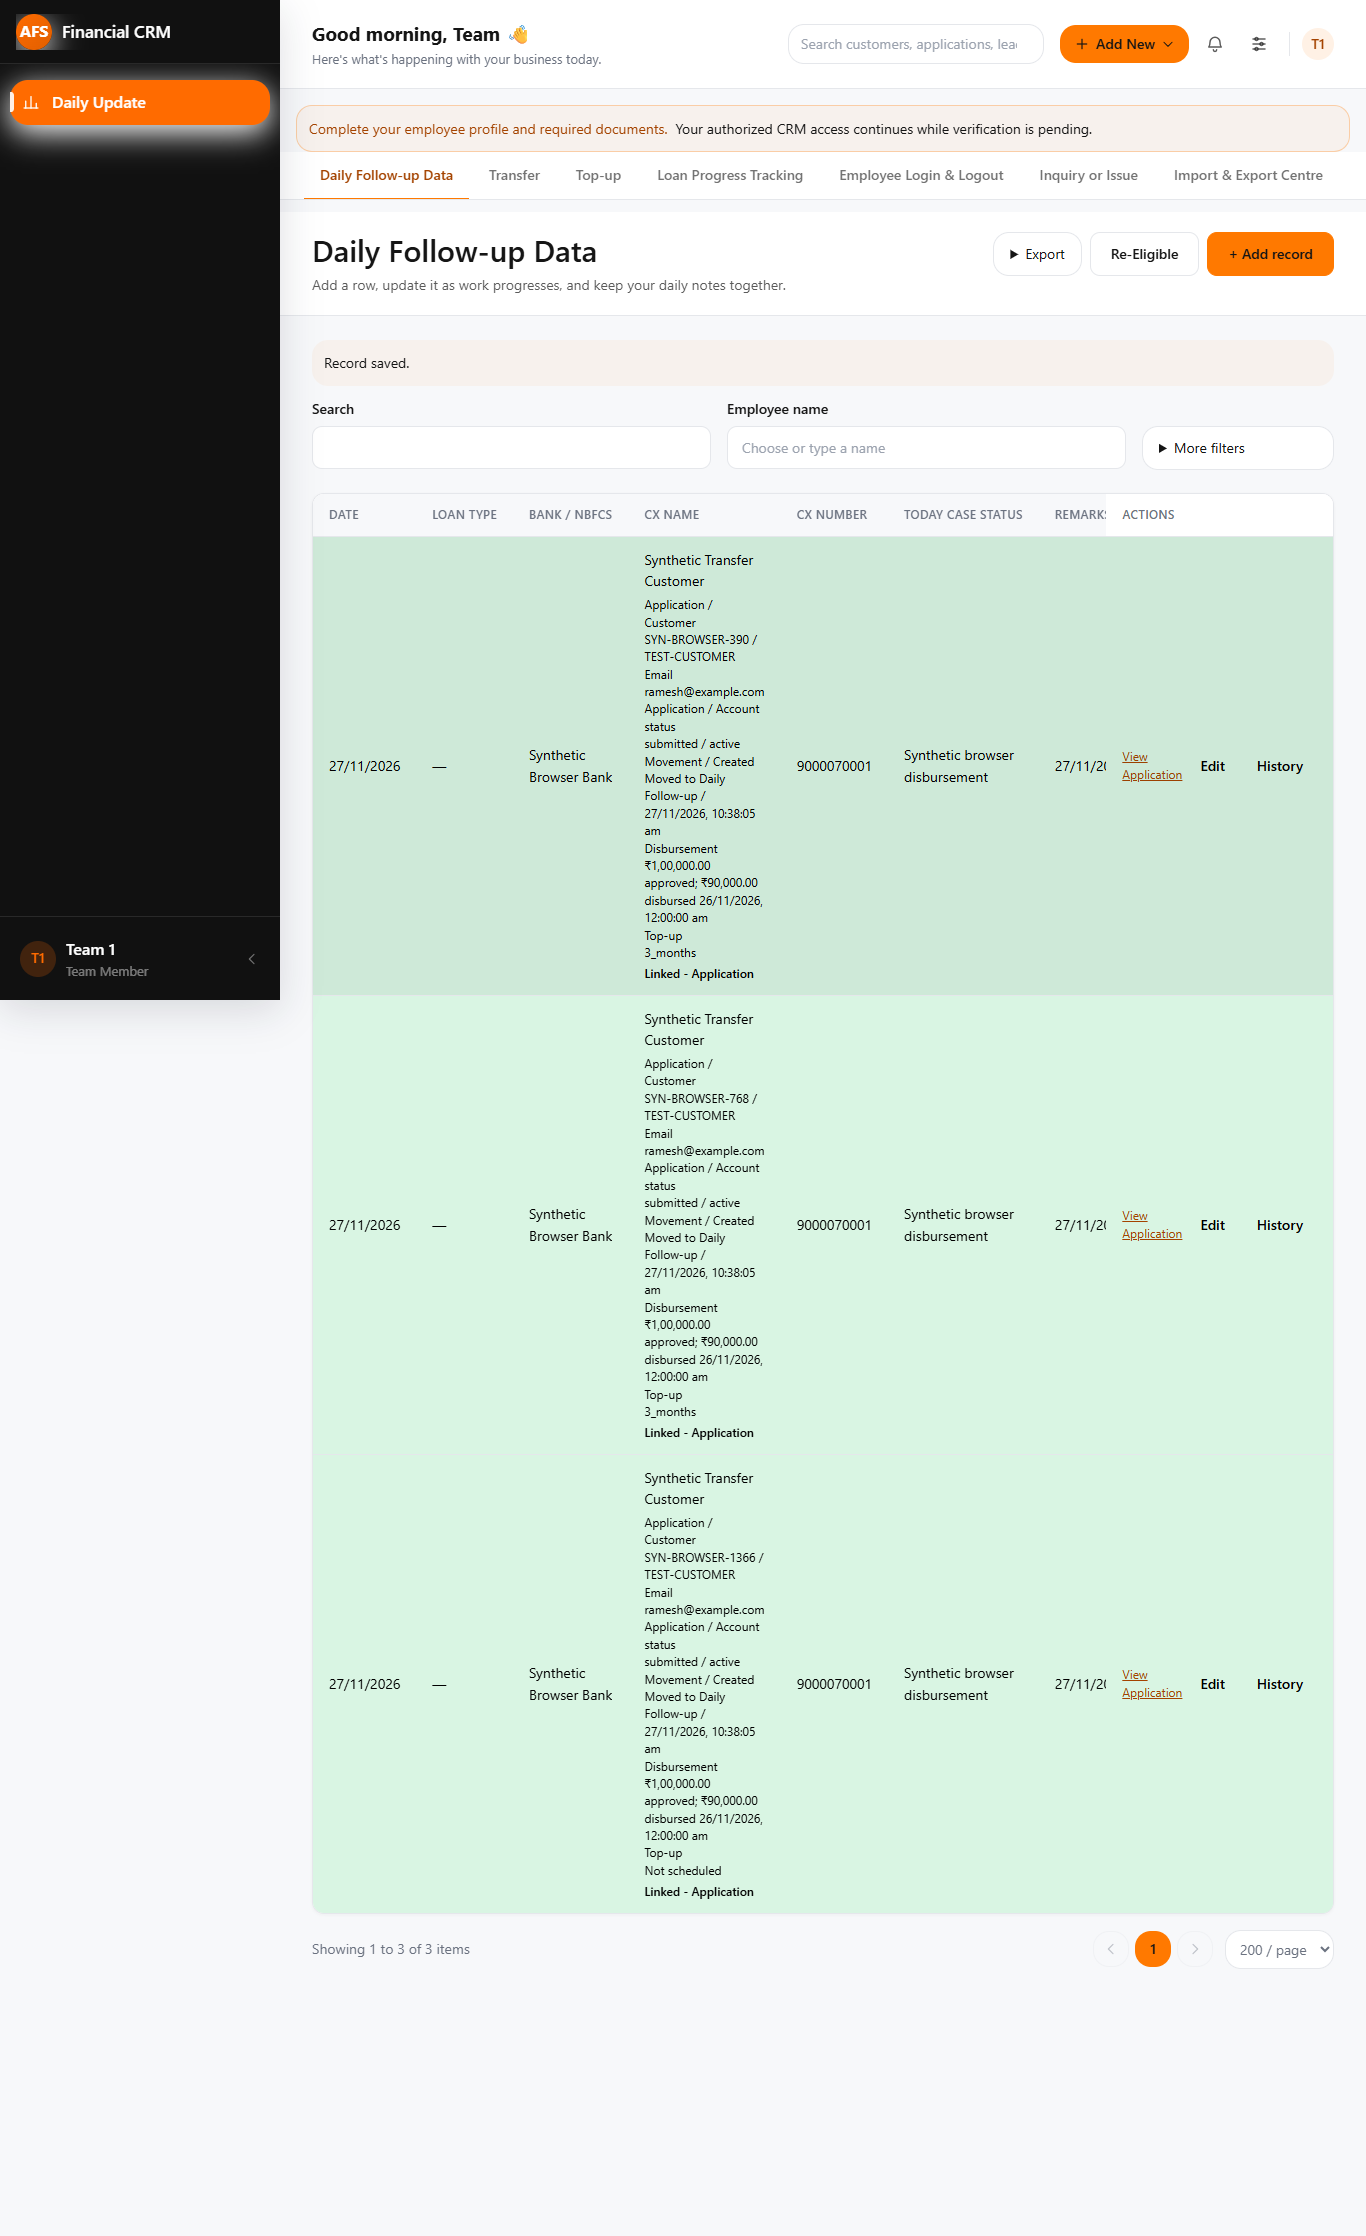 AFS Financial CRM
Daily Update
Good morning, Team 👋
Here's what's happening with your business today.
Search customers, applications, lea
+ Add New
T1
Complete your employee profile and required documents. Your authorized CRM access continues while verification is pending.
Daily Follow-up Data Transfer Top-up Loan Progress Tracking Employee Login & Logout Inquiry or Issue Import & Export Centre
Daily Follow-up Data
Add a row, update it as work progresses, and keep your daily notes together.
Export
Re-Eligible
+ Add record
Record saved.
Search
Employee name
Choose or type a name
More filters
DATE LOAN TYPE BANK / NBFCS CX NAME CX NUMBER TODAY CASE STATUS REMARKS ACTIONS
27/11/2026
—
Synthetic
Browser Bank
Synthetic Transfer
Customer
Application /
Customer
SYN-BROWSER-390 /
TEST-CUSTOMER
Email
ramesh@example.com
Application / Account
status
submitted / active
Movement / Created
Moved to Daily
Follow-up /
27/11/2026, 10:38:05
am
Disbursement
₹1,00,000.00
approved; ₹90,000.00
disbursed 26/11/2026,
12:00:00 am
Top-up
3_months
Linked - Application
9000070001
Synthetic browser
disbursement
27/11/20
View
Application
Edit
History
27/11/2026
—
Synthetic
Browser Bank
Synthetic Transfer
Customer
Application /
Customer
SYN-BROWSER-768 /
TEST-CUSTOMER
Email
ramesh@example.com
Application / Account
status
submitted / active
Movement / Created
Moved to Daily
Follow-up /
27/11/2026, 10:38:05
am
Disbursement
₹1,00,000.00
approved; ₹90,000.00
disbursed 26/11/2026,
12:00:00 am
Top-up
3_months
Linked - Application
9000070001
Synthetic browser
disbursement
27/11/20
View
Application
Edit
History
27/11/2026
—
Synthetic
Browser Bank
Synthetic Transfer
Customer
Application /
Customer
SYN-BROWSER-1366 /
TEST-CUSTOMER
Email
ramesh@example.com
Application / Account
status
submitted / active
Movement / Created
Moved to Daily
Follow-up /
27/11/2026, 10:38:05
am
Disbursement
₹1,00,000.00
approved; ₹90,000.00
disbursed 26/11/2026,
12:00:00 am
Top-up
Not scheduled
Linked - Application
9000070001
Synthetic browser
disbursement
27/11/20
View
Application
Edit
History
Showing 1 to 3 of 3 items
1
200 / page
T1
Team 1
Team Member